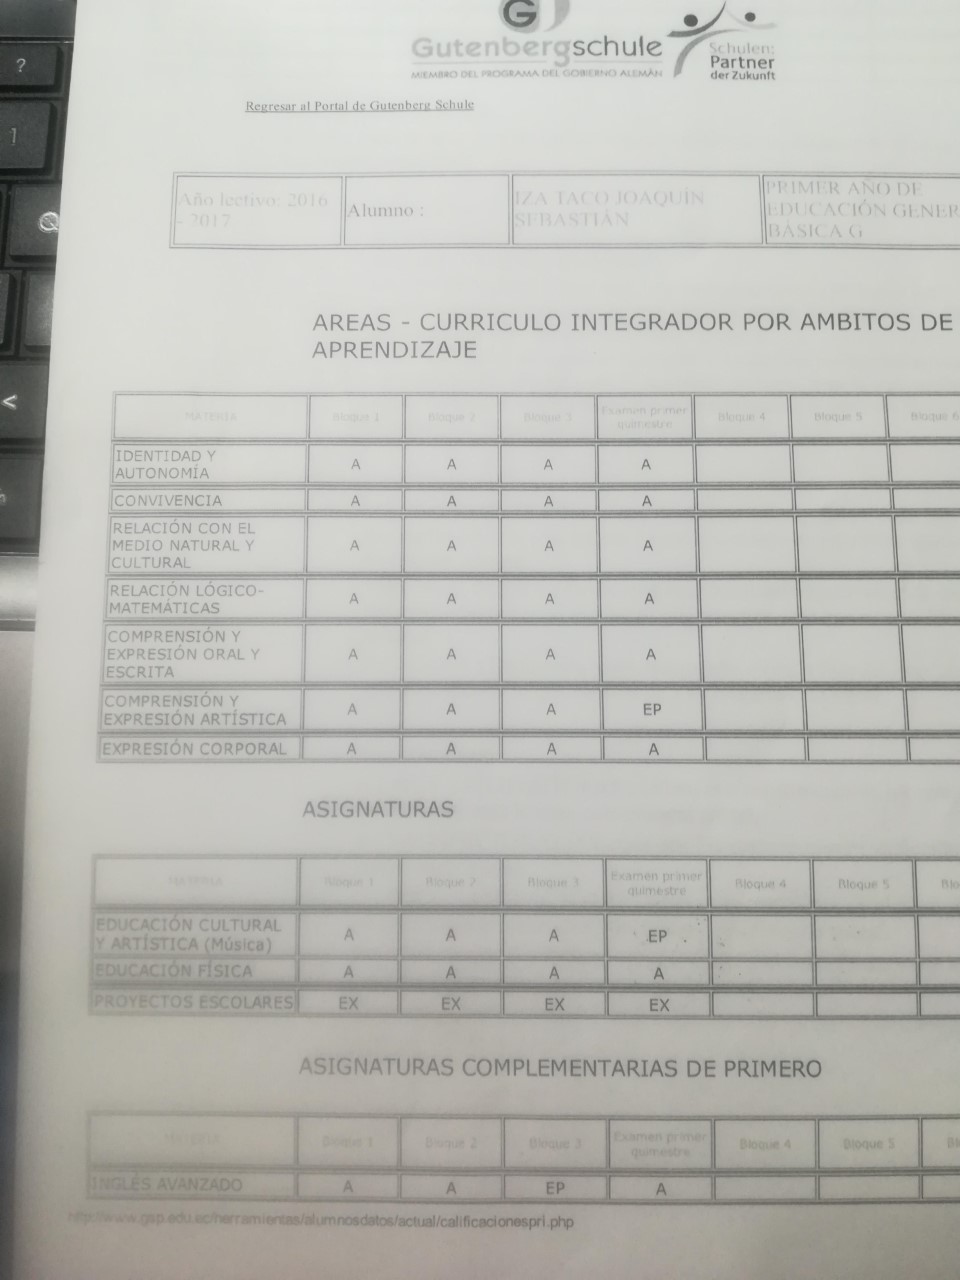 ?
1
Q
<
G
Gutenbergschule
MIEMBRO DEL PROGRAMA DEL GOBIERNO ALEMÁN
Schulen:
Partner
der Zukunft
Regresar al Portal de Gutenberg Schule
Año lectivo: 2016 - 2017 Alumno : IZA TACO JOAQUÍN SEBASTIÁN PRIMER AÑO DE EDUCACIÓN GENER BÁSICA G
AREAS - CURRICULO INTEGRADOR POR AMBITOS DE
APRENDIZAJE
MATERIA Bloque 1 Bloque 2 Bloque 3 Examen primer quimestre Bloque 4 Bloque 5 Bloque 6
IDENTIDAD Y AUTONOMÍA A A A A
CONVIVENCIA A A A A
RELACIÓN CON EL MEDIO NATURAL Y CULTURAL A A A A
RELACIÓN LÓGICO-MATEMÁTICAS A A A A
COMPRENSIÓN Y EXPRESIÓN ORAL Y ESCRITA A A A A
COMPRENSIÓN Y EXPRESIÓN ARTÍSTICA A A A EP
EXPRESIÓN CORPORAL A A A A
ASIGNATURAS
MATERIA Bloque 1 Bloque 2 Bloque 3 Examen primer quimestre Bloque 4 Bloque 5 Blo
EDUCACIÓN CULTURAL Y ARTÍSTICA (Música) A A A EP
EDUCACIÓN FÍSICA A A A A
PROYECTOS ESCOLARES EX EX EX EX
ASIGNATURAS COMPLEMENTARIAS DE PRIMERO
MATERIA Bloque 1 Bloque 2 Bloque 3 Examen primer quimestre Bloque 4 Bloque 5 Bl
INGLÉS AVANZADO A A EP A
http://www.gsp.edu.ec/herramientas/alumnosdatos/actual/calificacionespri.php